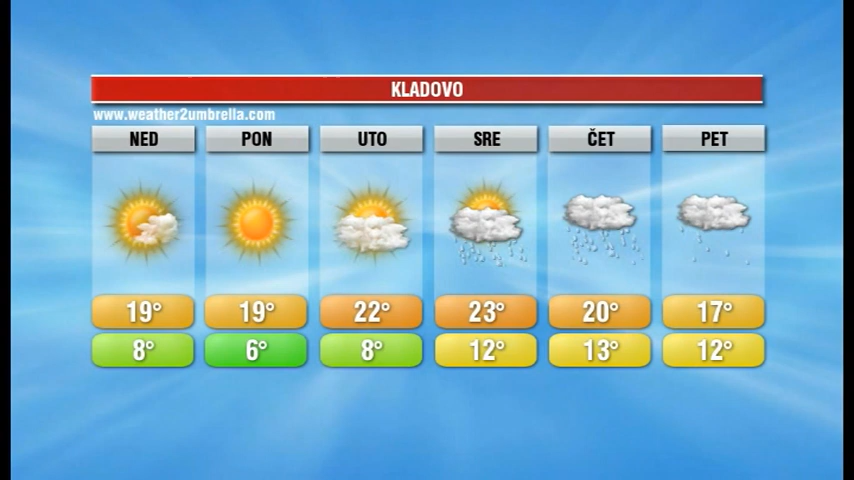 KLADOVO
www.weather2umbrella.com
NED PON UTO SRE ČET PET
19° 19° 22° 23° 20° 17°
8° 6° 8° 12° 13° 12°